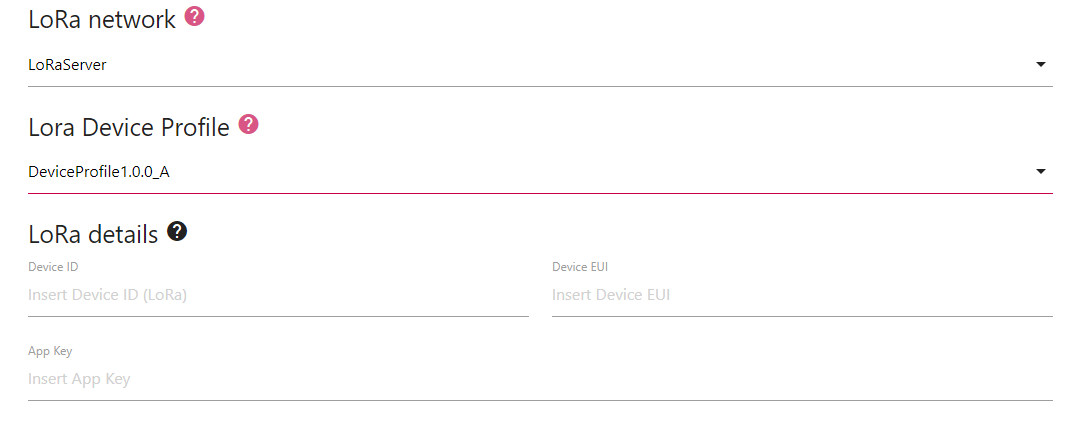 LoRa network ?
LoRaServer
Lora Device Profile ?
DeviceProfile1.0.0_A
LoRa details ?
Device ID
Device EUI
Insert Device ID (LoRa)
Insert Device EUI
App Key
Insert App Key